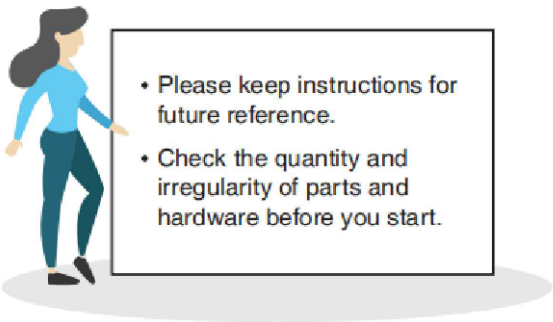 • Please keep instructions for
future reference.
• Check the quantity and
irregularity of parts and
hardware before you start.